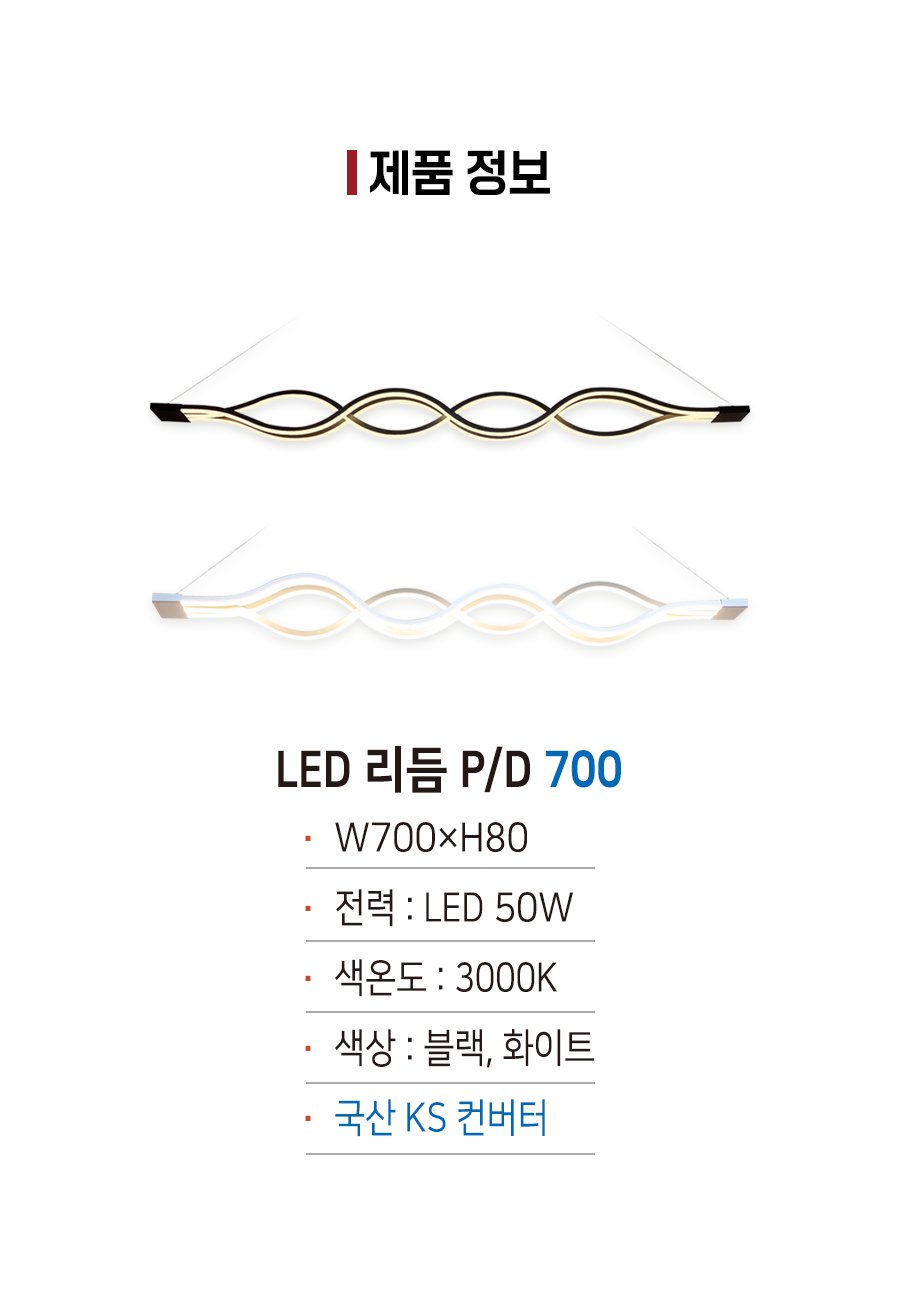 제품 정보
LED 리듬 P/D 700
· W700×H80
· 전력 : LED 50W
· 색온도 : 3000K
· 색상 : 블랙, 화이트
· 국산 KS 컨버터